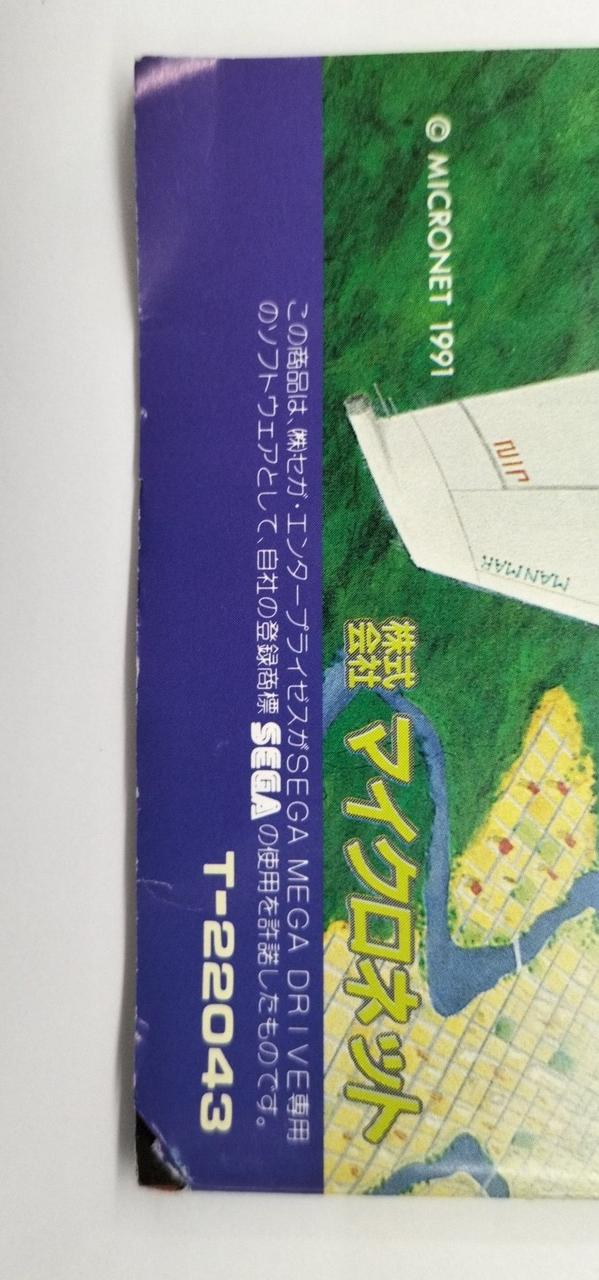 © MICRONET 1991
NIP
MANMAR
株式
会社
マイクロネット
この商品は、㈱セガ・エンタープライゼスがSEGA MEGA DRIVE専用
のソフトウェアとして、自社の登録商標 SEGA の使用を許諾したものです。
T-22043